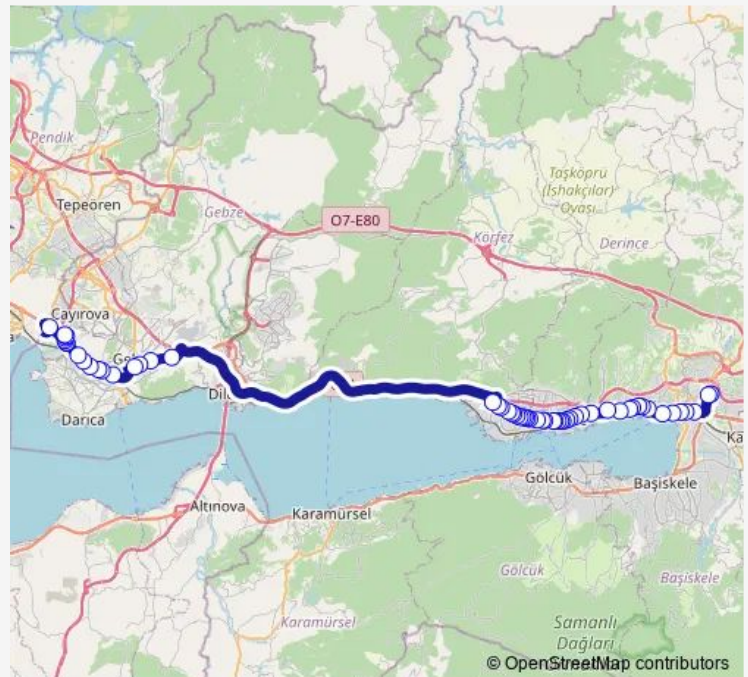 Pendik
Tepeören
Gebze
O7-E80
Taşköprü
(İshakçılar)
Ovası
Körfez
Derince
Çayırova
Darıca
Altınova
Karamürsel
Gölcük
Başiskele
Gölcük
Başiskele
Karamürsel
Samanlı
Dağları
© OpenStreetMap contributors